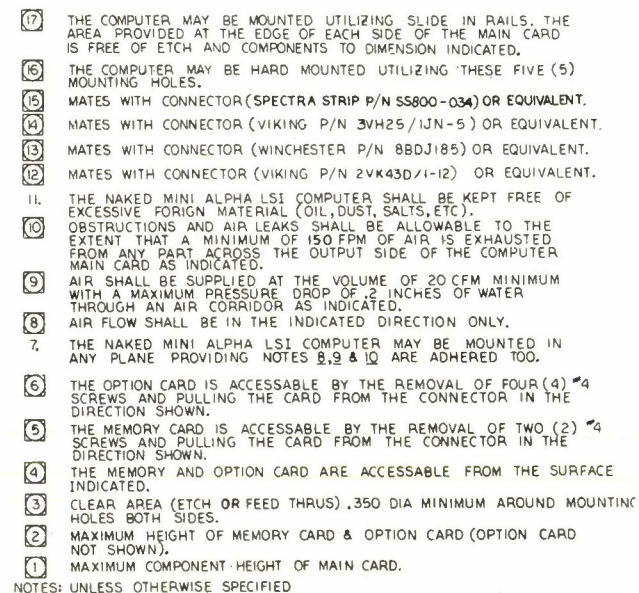 17 THE COMPUTER MAY BE MOUNTED UTILIZING SLIDE IN RAILS. THE
AREA PROVIDED AT THE EDGE OF EACH SIDE OF THE MAIN CARD
IS FREE OF ETCH AND COMPONENTS TO DIMENSION INDICATED.
16 THE COMPUTER MAY BE HARD MOUNTED UTILIZING THESE FIVE (5)
MOUNTING HOLES.
15 MATES WITH CONNECTOR (SPECTRA STRIP P/N SS800-034) OR EQUIVALENT.
14 MATES WITH CONNECTOR (VIKING P/N 3VH25/IJN-5) OR EQUIVALENT.
13 MATES WITH CONNECTOR (WINCHESTER P/N 8BDJ185) OR EQUIVALENT.
12 MATES WITH CONNECTOR (VIKING P/N 2VK43D/1-12) OR EQUIVALENT.
11. THE NAKED MINI ALPHA LSI COMPUTER SHALL BE KEPT FREE OF
EXCESSIVE FORIGN MATERIAL (OIL, DUST, SALTS, ETC).
10 OBSTRUCTIONS AND AIR LEAKS SHALL BE ALLOWABLE TO THE
EXTENT THAT A MINIMUM OF 150 FPM OF AIR IS EXHAUSTED
FROM ANY PART ACROSS THE OUTPUT SIDE OF THE COMPUTER
MAIN CARD AS INDICATED.
9 AIR SHALL BE SUPPLIED AT THE VOLUME OF 20 CFM MINIMUM
WITH A MAXIMUM PRESSURE DROP OF .2 INCHES OF WATER
THROUGH AN AIR CORRIDOR AS INDICATED.
8 AIR FLOW SHALL BE IN THE INDICATED DIRECTION ONLY.
7. THE NAKED MINI ALPHA LSI COMPUTER MAY BE MOUNTED IN
ANY PLANE PROVIDING NOTES 8,9 & 10 ARE ADHERED TOO.
6 THE OPTION CARD IS ACCESSABLE BY THE REMOVAL OF FOUR (4) #4
SCREWS AND PULLING THE CARD FROM THE CONNECTOR IN THE
DIRECTION SHOWN.
5 THE MEMORY CARD IS ACCESSABLE BY THE REMOVAL OF TWO (2) #4
SCREWS AND PULLING THE CARD FROM THE CONNECTOR IN THE
DIRECTION SHOWN.
4 THE MEMORY AND OPTION CARD ARE ACCESSABLE FROM THE SURFACE
INDICATED.
3 CLEAR AREA (ETCH OR FEED THRUS) .350 DIA MINIMUM AROUND MOUNTING
HOLES BOTH SIDES.
2 MAXIMUM HEIGHT OF MEMORY CARD & OPTION CARD (OPTION CARD
NOT SHOWN).
1 MAXIMUM COMPONENT HEIGHT OF MAIN CARD.
NOTES: UNLESS OTHERWISE SPECIFIED